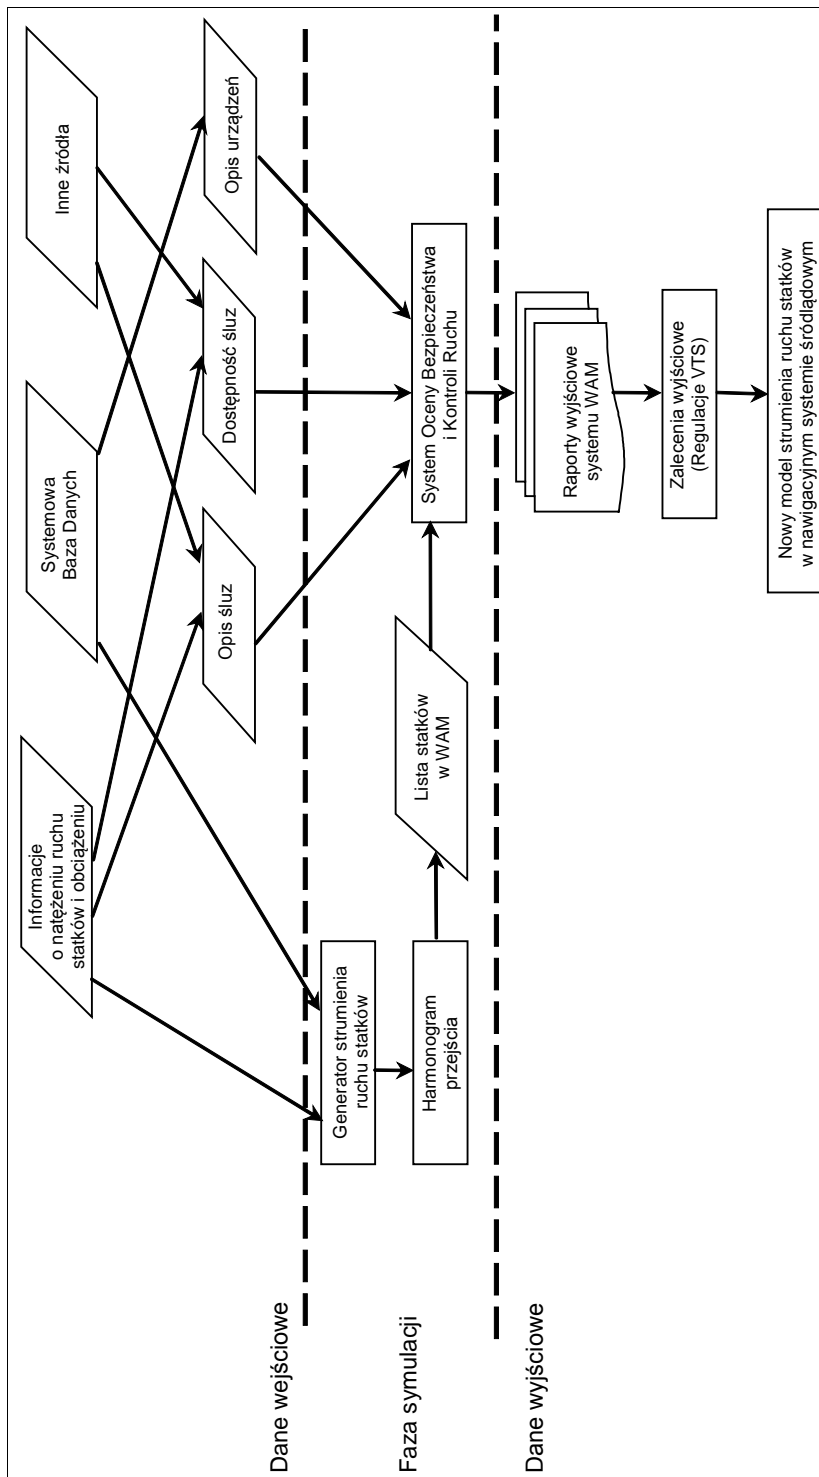 Informacje
o natężeniu ruchu
statków i obciążeniu
Systemowa
Baza Danych
Inne źródła
Opis śluz
Dostępność śluz
Opis urządzeń
Dane wejściowe
Generator strumienia
ruchu statków
Harmonogram
przejścia
Lista statków
w WAM
System Oceny Bezpieczeństwa
i Kontroli Ruchu
Faza symulacji
Dane wyjściowe
Raporty wyjściowe
systemu WAM
Zalecenia wyjściowe
(Regulacje VTS)
Nowy model strumienia ruchu statków
w nawigacyjnym systemie śródlądowym